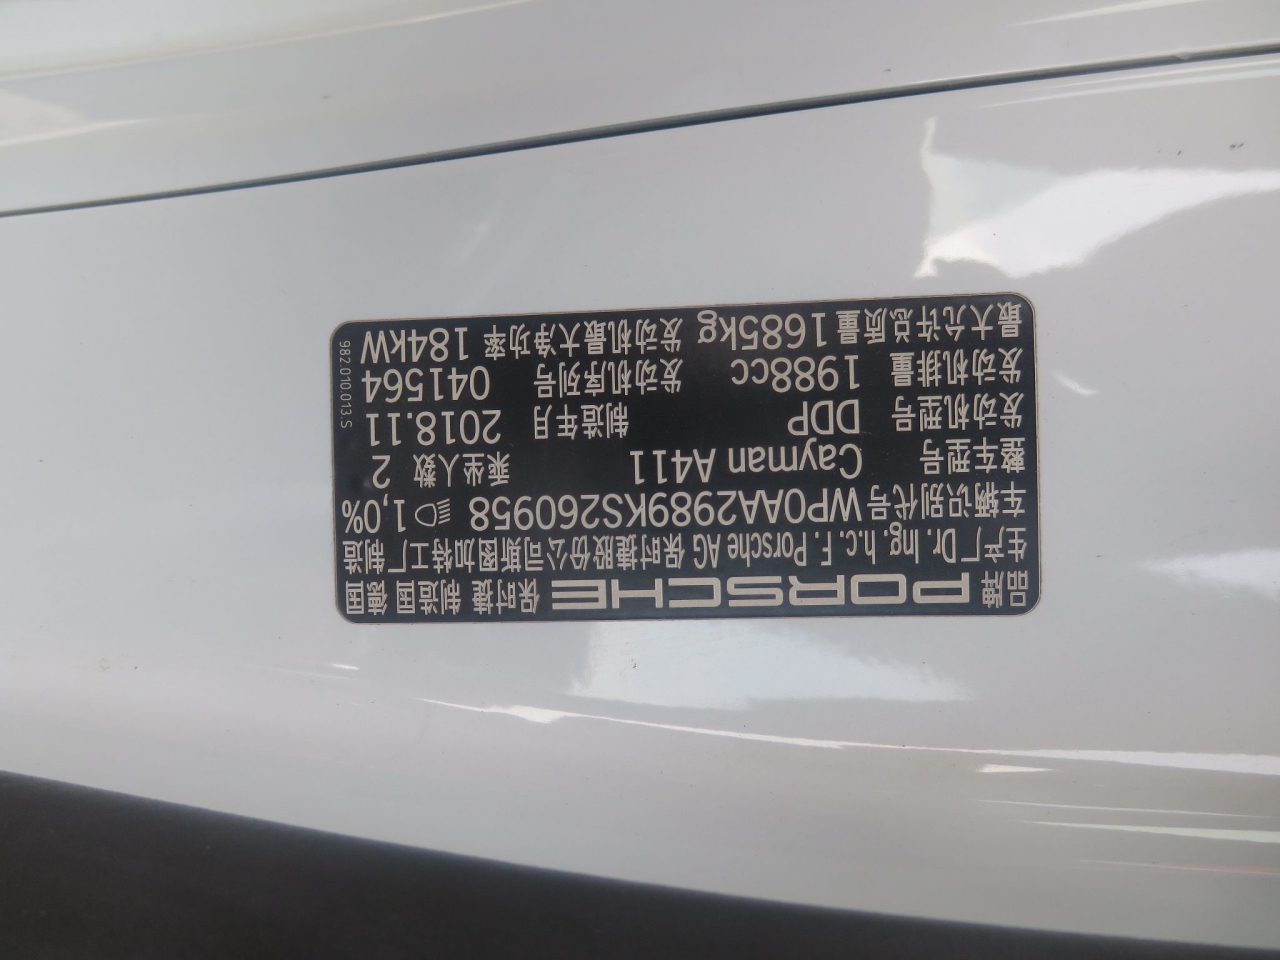 品牌 PORSCHE 保时捷 制造国 德国
生产厂 Dr. Ing. h.c. F. Porsche AG 保时捷股份公司斯图加特工厂制造
车辆识别代号 WP0AA2989KS260958 1,0%
整车型号 Cayman A411 乘坐人数 2
发动机型号 DDP 制造年月 2018.11
发动机排量 1988cc 发动机序列号 041564
最大允许总质量 1685kg 发动机最大净功率 184kW
982.010.013.S